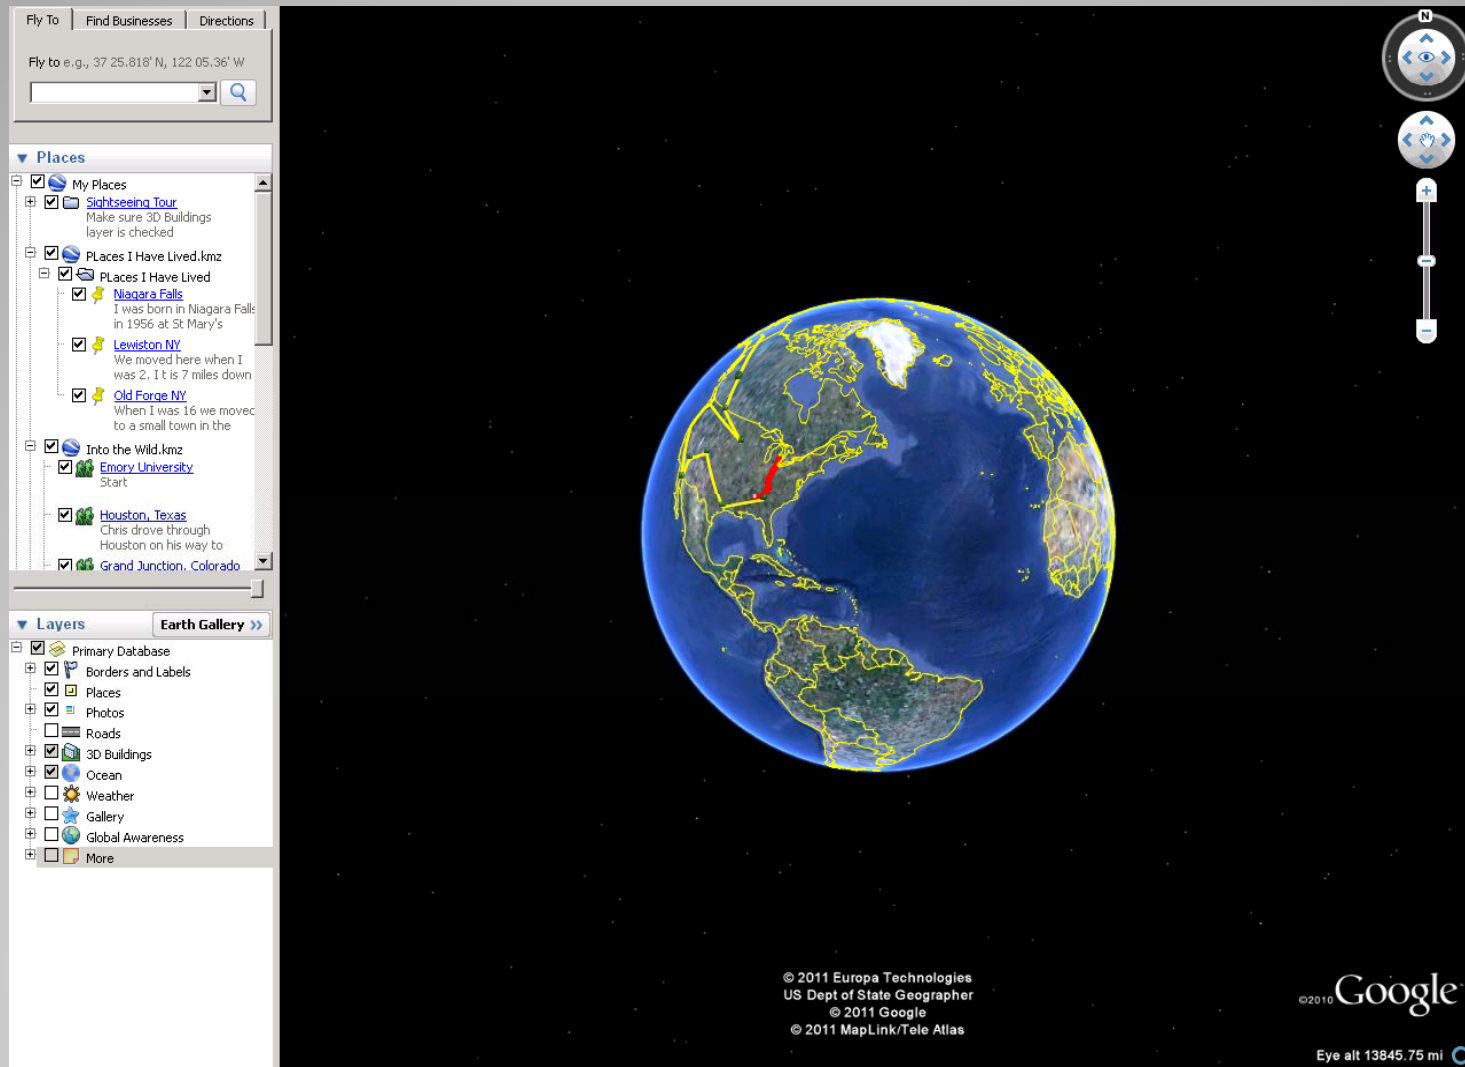 Fly To
Find Businesses
Directions
Fly to e.g., 37 25.818' N, 122 05.36' W
Places
My Places
Sightseeing Tour
Make sure 3D Buildings
layer is checked
PLaces I Have Lived.kmz
PLaces I Have Lived
Niagara Falls
I was born in Niagara Falls
in 1956 at St Mary's
Lewiston NY
We moved here when I
was 2. I t is 7 miles down
Old Forge NY
When I was 16 we moved
to a small town in the
Into the Wild.kmz
Emory University
Start
Houston, Texas
Chris drove through
Houston on his way to
Grand Junction, Colorado
Layers
Earth Gallery >>
Primary Database
Borders and Labels
Places
Photos
Roads
3D Buildings
Ocean
Weather
Gallery
Global Awareness
More
N
© 2011 Europa Technologies
US Dept of State Geographer
© 2011 Google
© 2011 MapLink/Tele Atlas
©2010 Google
Eye alt 13845.75 mi